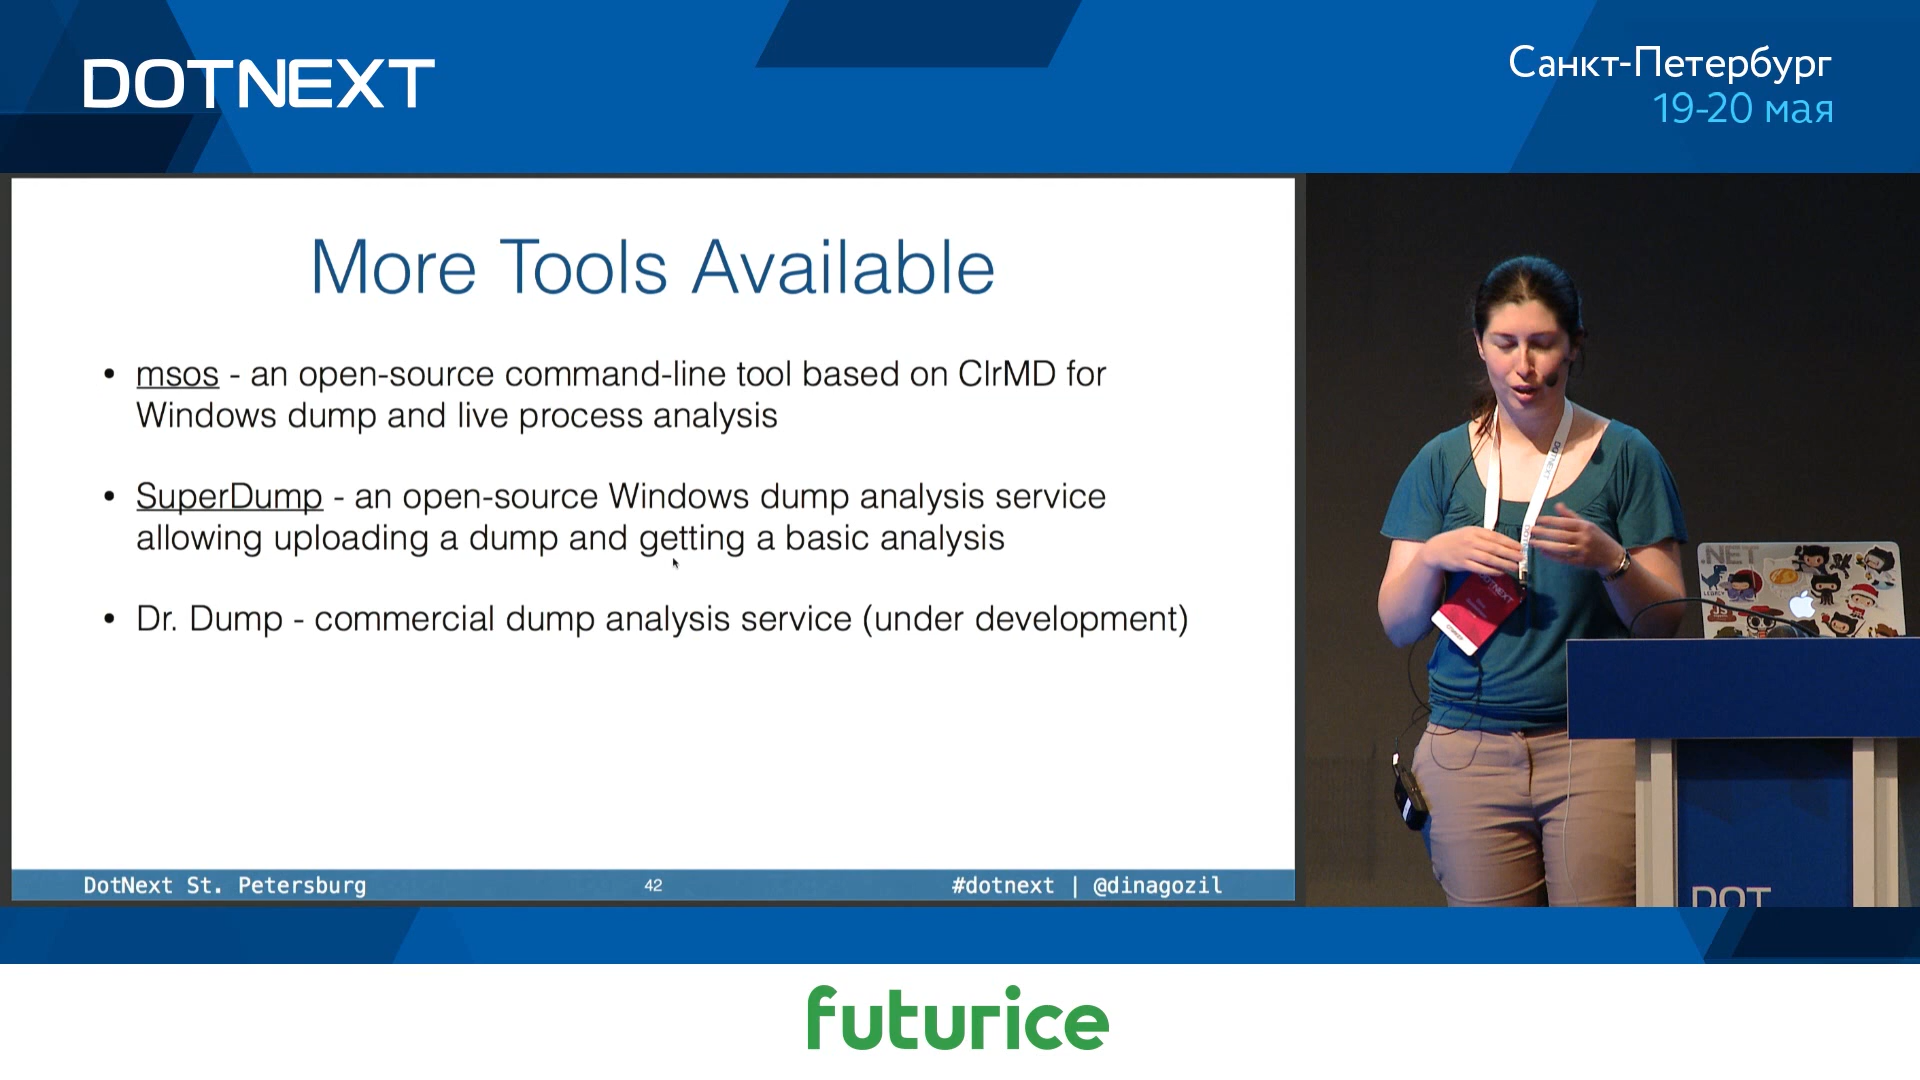 DOTNEXT
Санкт-Петербург
19-20 мая
More Tools Available
• msos - an open-source command-line tool based on ClrMD for
Windows dump and live process analysis
• SuperDump - an open-source Windows dump analysis service
allowing uploading a dump and getting a basic analysis
• Dr. Dump - commercial dump analysis service (under development)
DotNext St. Petersburg
42
#dotnext | @dinagozil
DOTNEXT
DOTNEXT
.NET
DOT
futurice